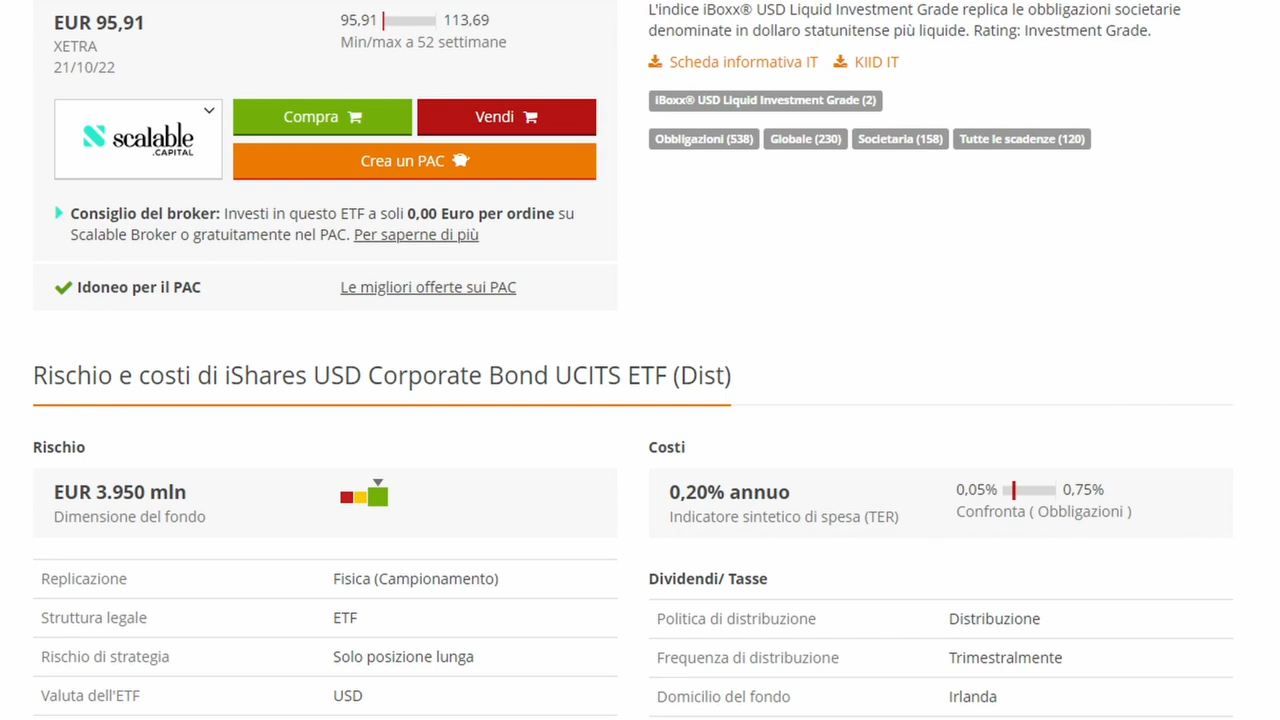 EUR 95,91
XETRA
21/10/22
95,91 113,69
Min/max a 52 settimane
scalable
.CAPITAL
Compra
Vendi
Crea un PAC
Consiglio del broker: Investi in questo ETF a soli 0,00 Euro per ordine su
Scalable Broker o gratuitamente nel PAC. Per saperne di più
Idoneo per il PAC
Le migliori offerte sui PAC
L'indice iBoxx® USD Liquid Investment Grade replica le obbligazioni societarie
denominate in dollaro statunitense più liquide. Rating: Investment Grade.
Scheda informativa IT KIID IT
iBoxx® USD Liquid Investment Grade (2)
Obbligazioni (538) Globale (230) Societaria (158) Tutte le scadenze (120)
Rischio e costi di iShares USD Corporate Bond UCITS ETF (Dist)
Rischio
EUR 3.950 mln
Dimensione del fondo
Replicazione Fisica (Campionamento)
Struttura legale ETF
Rischio di strategia Solo posizione lunga
Valuta dell'ETF USD
Costi
0,20% annuo
Indicatore sintetico di spesa (TER)
0,05% 0,75%
Confronta ( Obbligazioni )
Dividendi/ Tasse
Politica di distribuzione Distribuzione
Frequenza di distribuzione Trimestralmente
Domicilio del fondo Irlanda